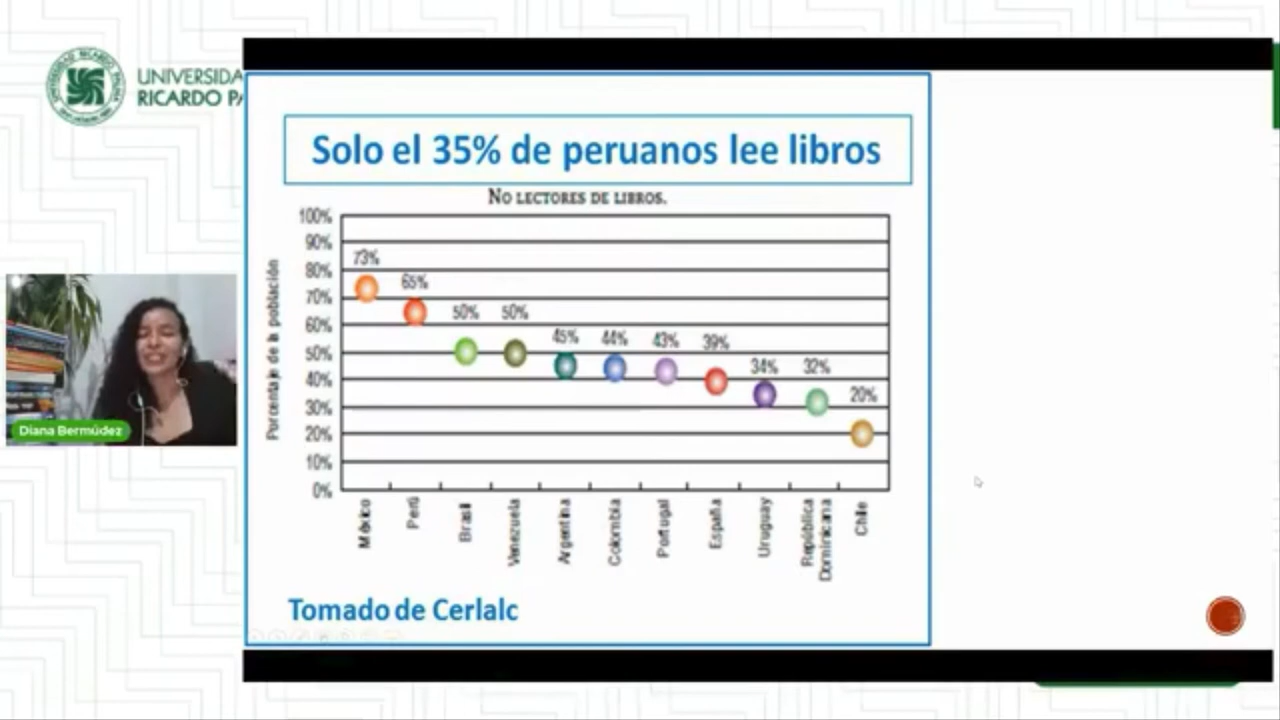 UNIVERSIDA
RICARDO PA
Solo el 35% de peruanos lee libros
NO LECTORES DE LIBROS.
Porcentaje de la población
100%
90%
80%
70%
60%
50%
40%
30%
20%
10%
0%
73%
65%
50%
50%
45%
44%
43%
39%
34%
32%
20%
México
Perú
Brasil
Venezuela
Argentina
Colombia
Portugal
España
Uruguay
República
Dominicana
Chile
Tomado de Cerlalc
Diana Bermúdez